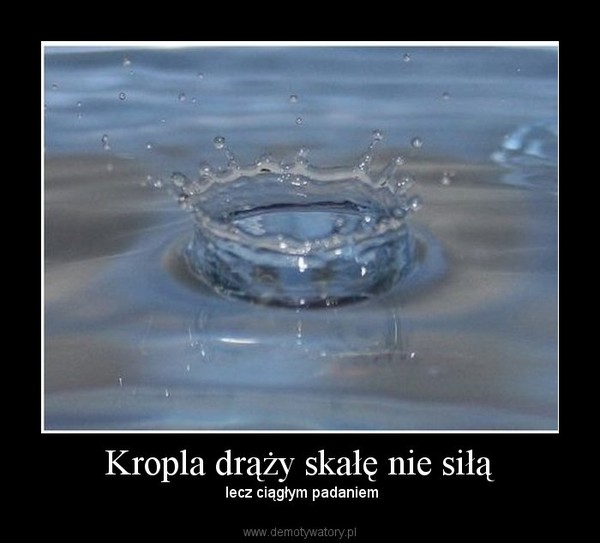 Kropla drąży skałę nie siłą
lecz ciągłym padaniem
www.demotywatory.pl